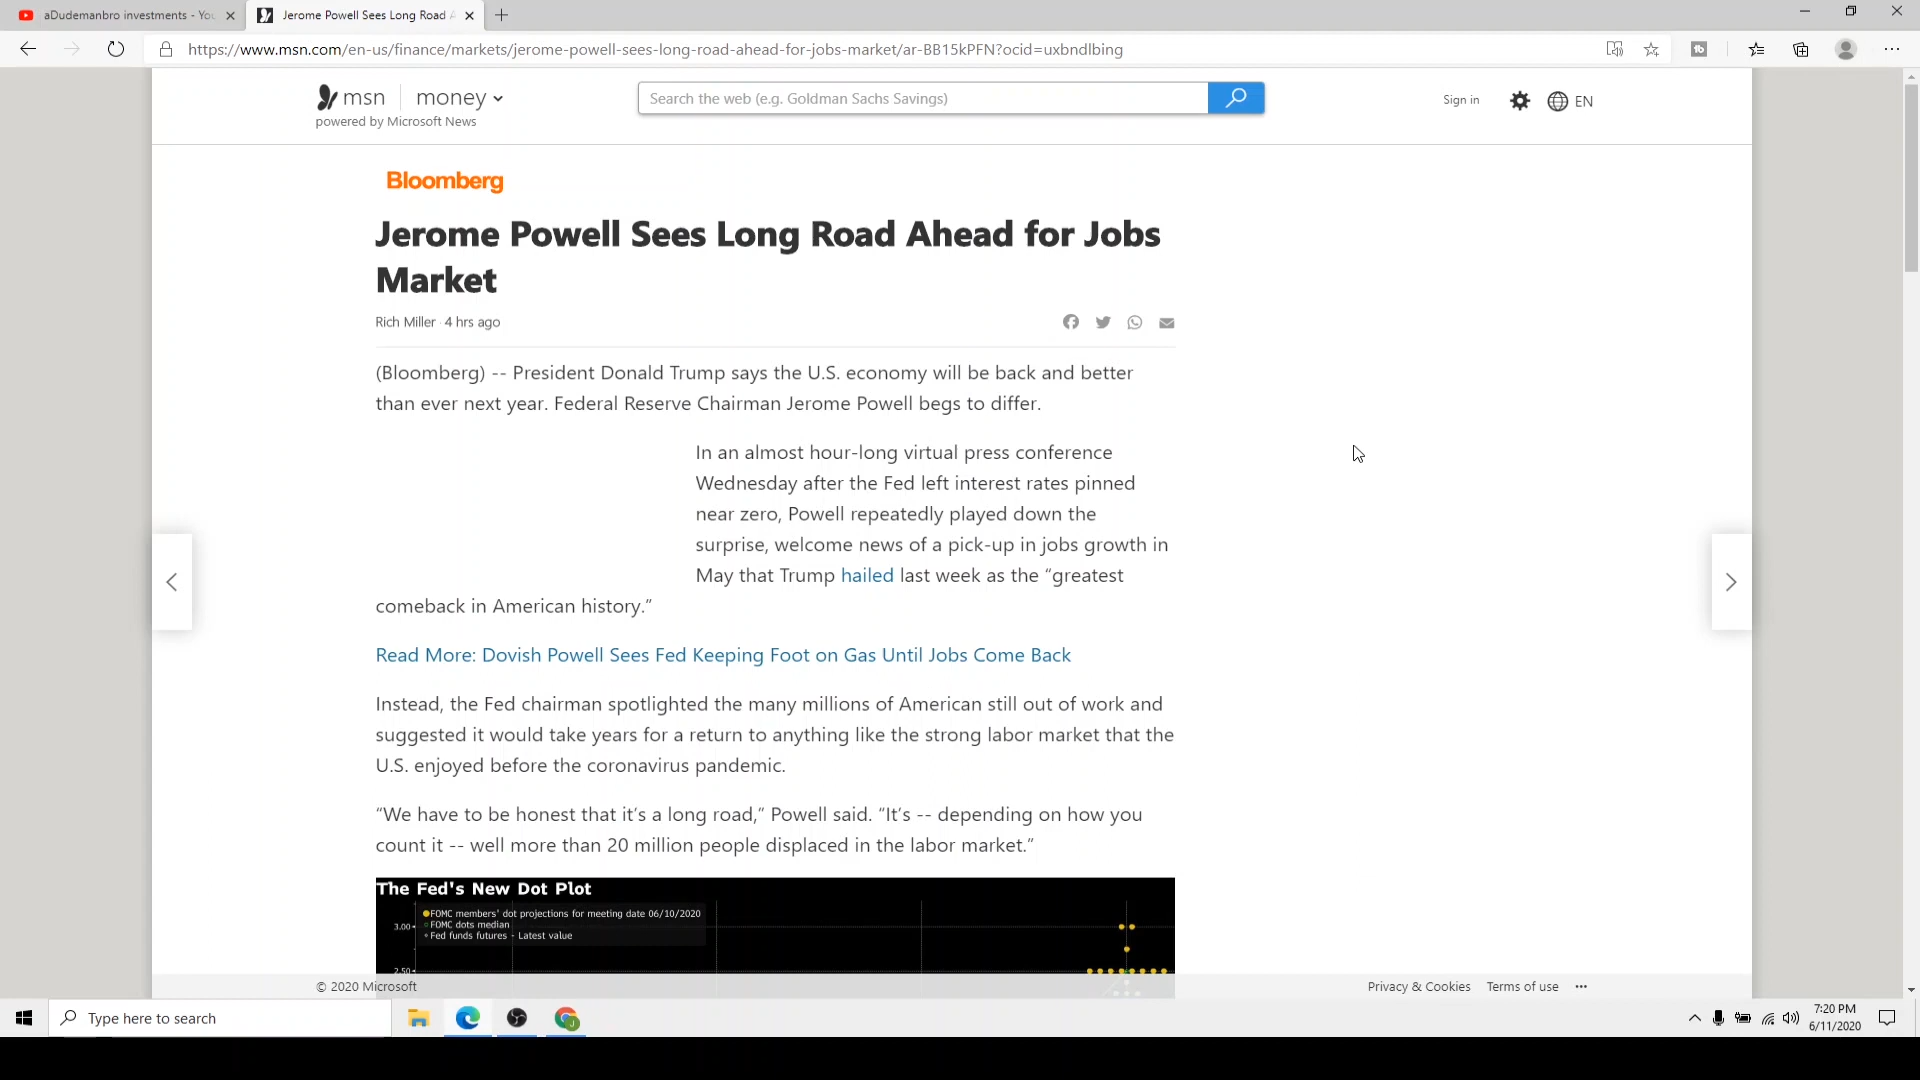 aDudemanbro investments - You
Jerome Powell Sees Long Road A
https://www.msn.com/en-us/finance/markets/jerome-powell-sees-long-road-ahead-for-jobs-market/ar-BB15kPFN?ocid=uxbndlbing
msn money
powered by Microsoft News
Search the web (e.g. Goldman Sachs Savings)
Sign in
EN
Bloomberg
Jerome Powell Sees Long Road Ahead for Jobs
Market
Rich Miller · 4 hrs ago
(Bloomberg) -- President Donald Trump says the U.S. economy will be back and better
than ever next year. Federal Reserve Chairman Jerome Powell begs to differ.
In an almost hour-long virtual press conference
Wednesday after the Fed left interest rates pinned
near zero, Powell repeatedly played down the
surprise, welcome news of a pick-up in jobs growth in
May that Trump hailed last week as the “greatest
comeback in American history.”
Read More: Dovish Powell Sees Fed Keeping Foot on Gas Until Jobs Come Back
Instead, the Fed chairman spotlighted the many millions of American still out of work and
suggested it would take years for a return to anything like the strong labor market that the
U.S. enjoyed before the coronavirus pandemic.
“We have to be honest that it’s a long road,” Powell said. “It’s -- depending on how you
count it -- well more than 20 million people displaced in the labor market.”
The Fed's New Dot Plot
FOMC members' dot projections for meeting date 06/10/2020
FOMC dots median
Fed funds futures - Latest value
3.00
2.50
© 2020 Microsoft
Privacy & Cookies
Terms of use
Type here to search
7:20 PM
6/11/2020